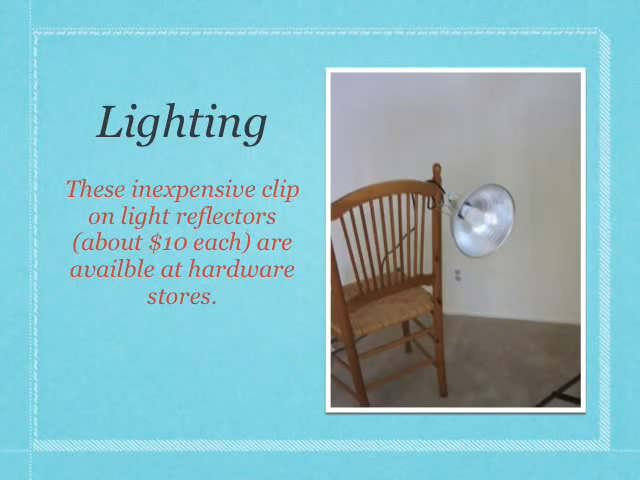 Lighting
These inexpensive clip
on light reflectors
(about $10 each) are
availble at hardware
stores.